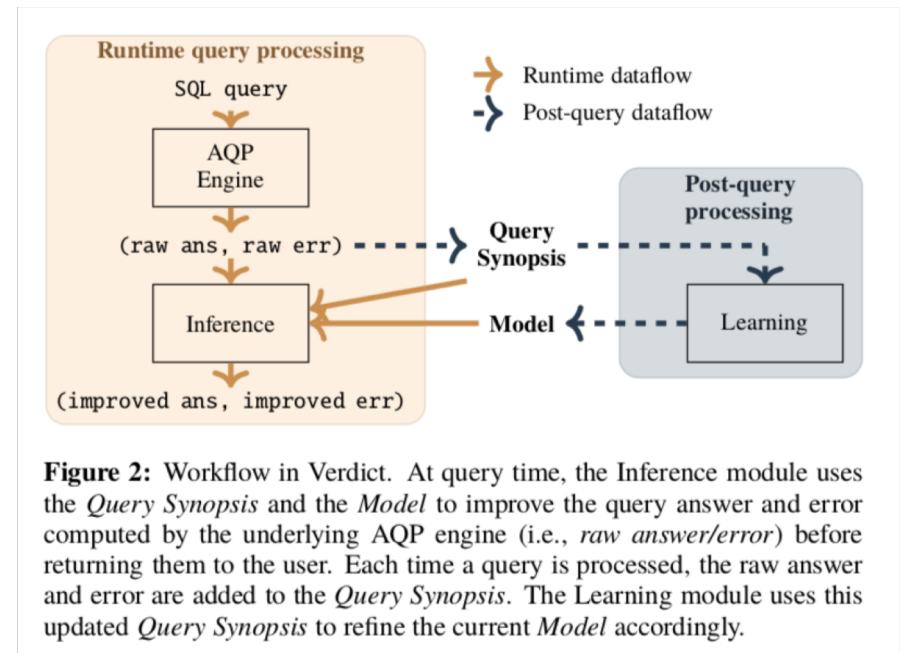 Runtime query processing
SQL query
AQP
Engine
(raw ans, raw err)
Inference
(improved ans, improved err)
Runtime dataflow
Post-query dataflow
Query
Synopsis
Model
Post-query
processing
Learning
Figure 2: Workflow in Verdict. At query time, the Inference module uses
the Query Synopsis and the Model to improve the query answer and error
computed by the underlying AQP engine (i.e., raw answer/error) before
returning them to the user. Each time a query is processed, the raw answer
and error are added to the Query Synopsis. The Learning module uses this
updated Query Synopsis to refine the current Model accordingly.